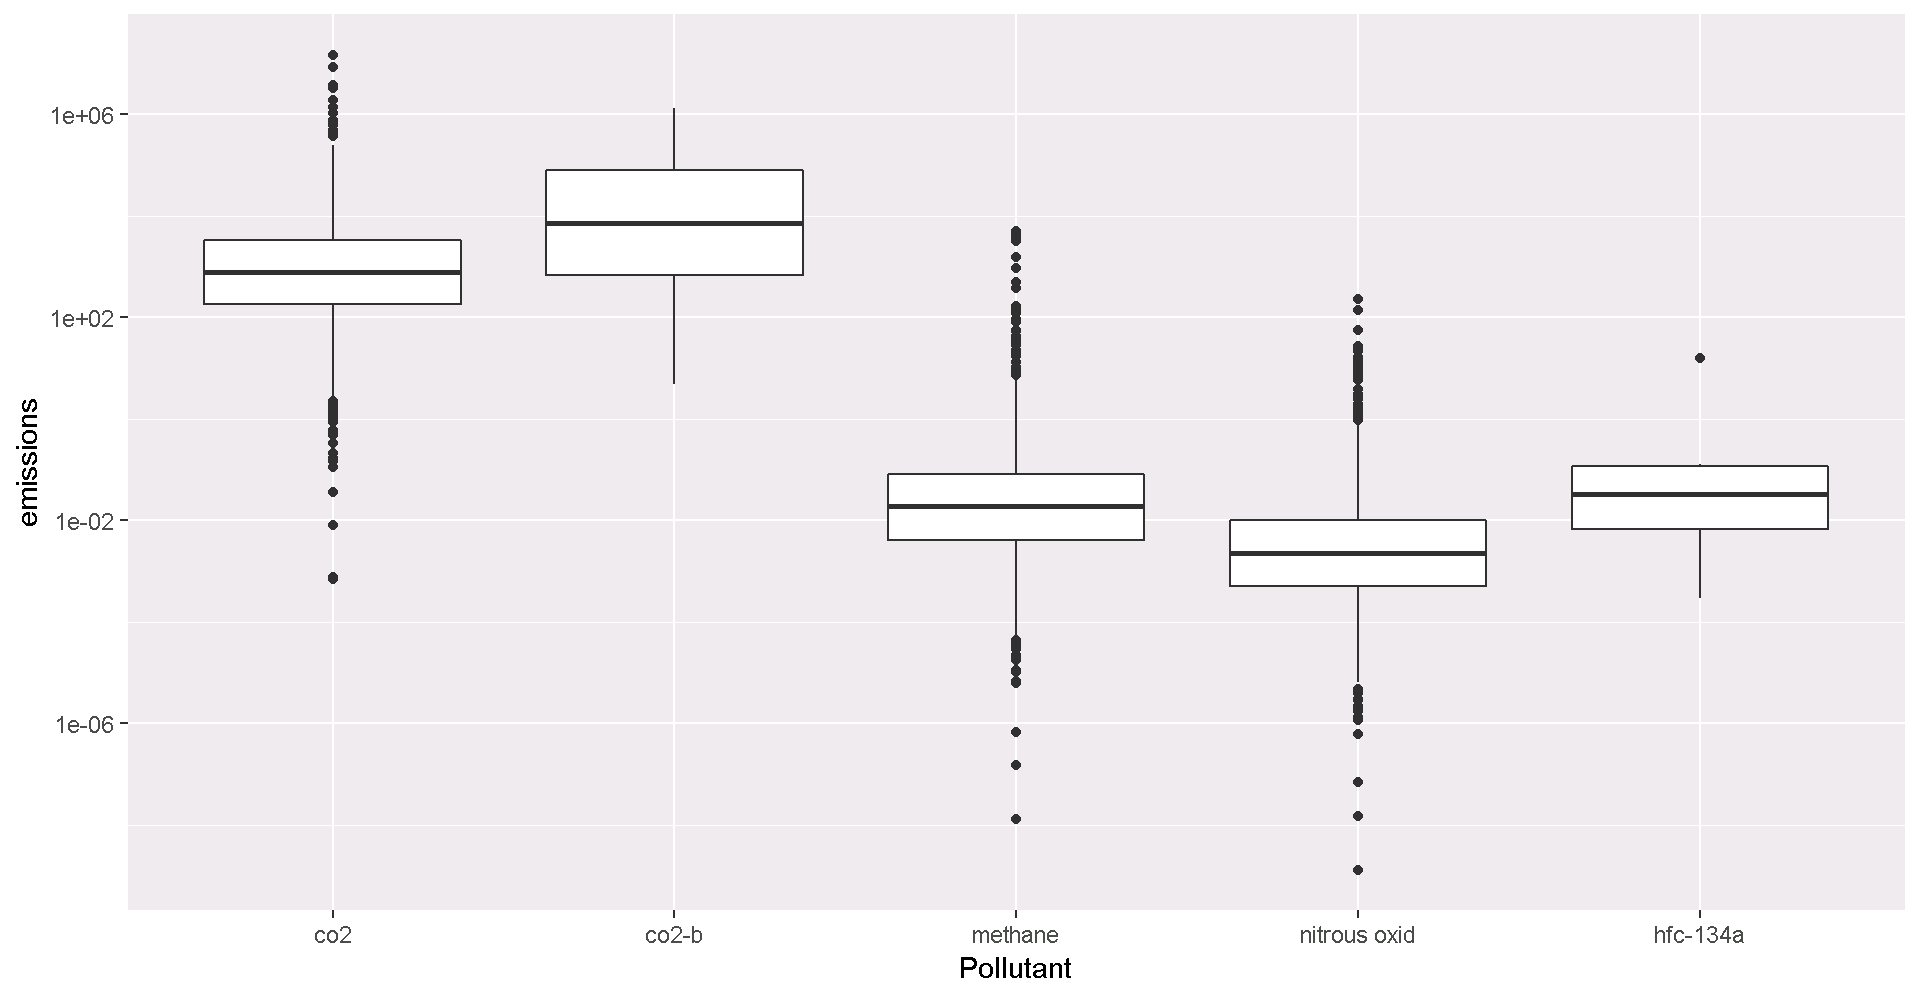 1e+06
1e+02
1e-02
1e-06
emissions
co2 co2-b methane nitrous oxid hfc-134a
Pollutant